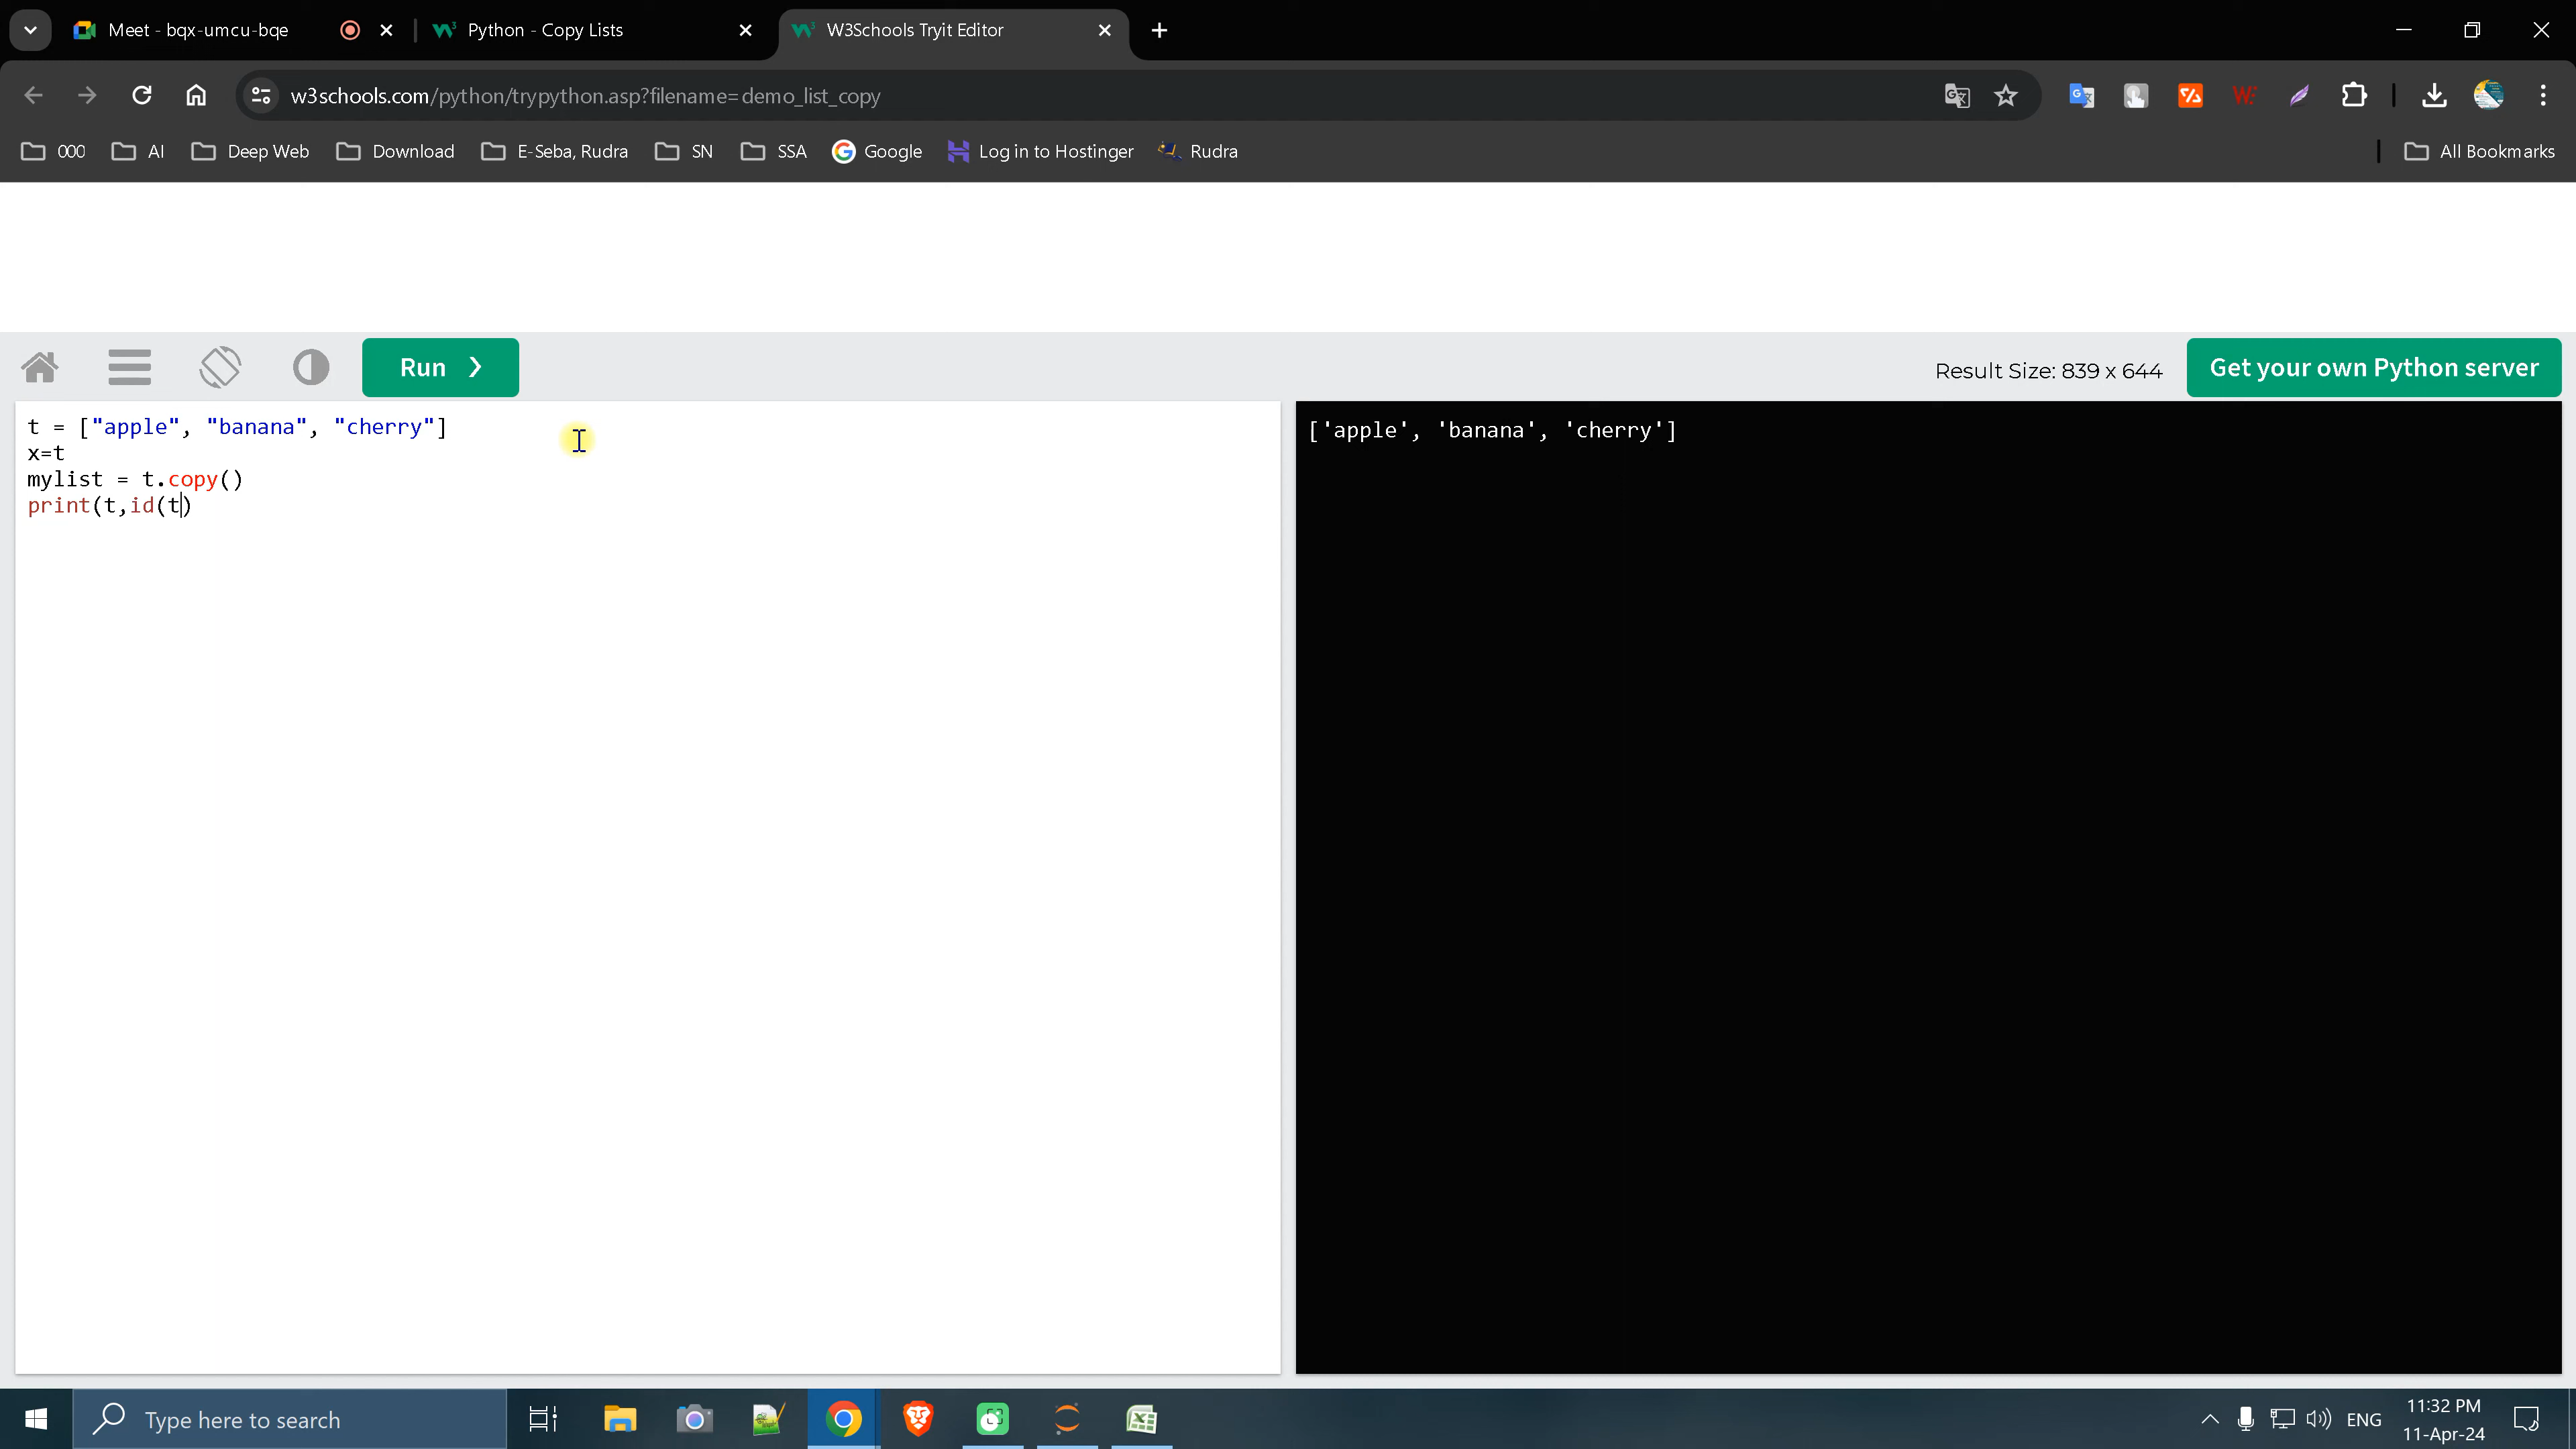 Meet - bqx-umcu-bqe
Python - Copy Lists
W3Schools Tryit Editor
w3schools.com/python/trypython.asp?filename=demo_list_copy
000
AI
Deep Web
Download
E-Seba, Rudra
SN
SSA
Google
Log in to Hostinger
Rudra
All Bookmarks
Run ❯
Result Size: 839 x 644
Get your own Python server
t = ["apple", "banana", "cherry"]
x=t
mylist = t.copy()
print(t,id(t)
['apple', 'banana', 'cherry']
Type here to search
ENG
11:32 PM
11-Apr-24